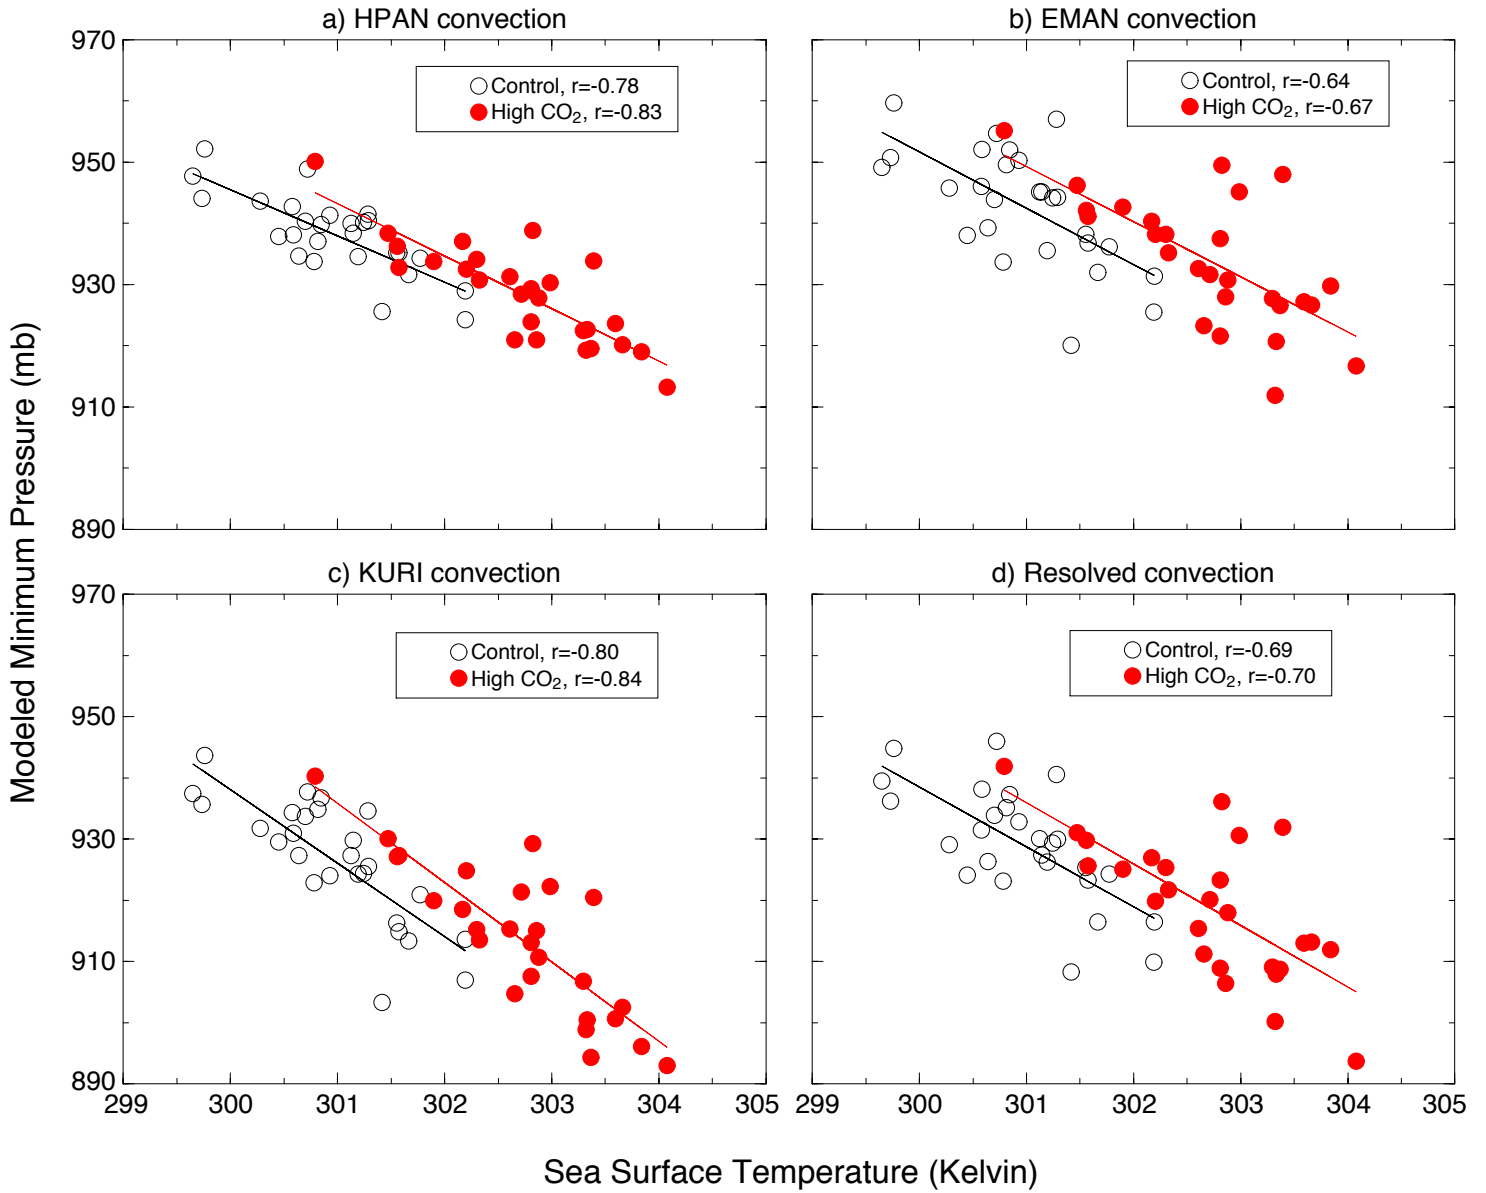 a) HPAN convection
b) EMAN convection
970
950
930
910
890
Control, r=-0.78
High CO₂, r=-0.83
Control, r=-0.64
High CO₂, r=-0.67
c) KURI convection
d) Resolved convection
970
950
930
910
890
Control, r=-0.80
High CO₂, r=-0.84
Control, r=-0.69
High CO₂, r=-0.70
299 300 301 302 303 304 305
299 300 301 302 303 304 305
Modeled Minimum Pressure (mb)
Sea Surface Temperature (Kelvin)